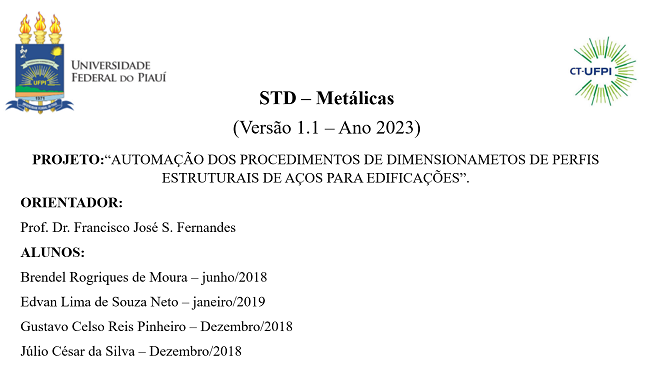 UNIVERSIDADE
FEDERAL DO PIAUÍ
UFPI
1971
CT-UFPI
STD – Metálicas
(Versão 1.1 – Ano 2023)
PROJETO:“AUTOMAÇÃO DOS PROCEDIMENTOS DE DIMENSIONAMETOS DE PERFIS
ESTRUTURAIS DE AÇOS PARA EDIFICAÇÕES”.
ORIENTADOR:
Prof. Dr. Francisco José S. Fernandes
ALUNOS:
Brendel Rogriques de Moura – junho/2018
Edvan Lima de Souza Neto – janeiro/2019
Gustavo Celso Reis Pinheiro – Dezembro/2018
Júlio César da Silva – Dezembro/2018